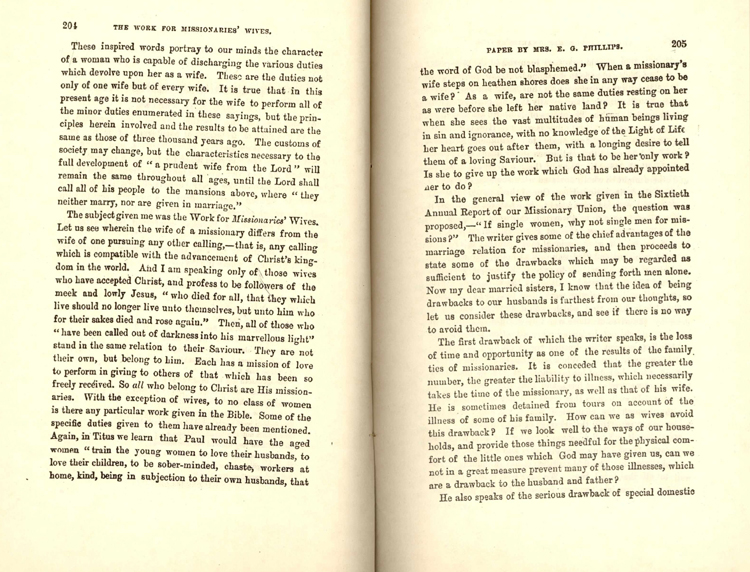 204 THE WORK FOR MISSIONARIES' WIVES.
These inspired words portray to our minds the character
of a woman who is capable of discharging the various duties
which devolve upon her as a wife. These are the duties not
only of one wife but of every wife. It is true that in this
present age it is not necessary for the wife to perform all of
the minor duties enumerated in these sayings, but the prin-
ciples herein involved and the results to be attained are the
same as those of three thousand years ago. The customs of
society may change, but the characteristics necessary to the
full development of "a prudent wife from the Lord" will
remain the same throughout all ages, until the Lord shall
call all of his people to the mansions above, where "they
neither marry, nor are given in marriage."
The subject given me was the Work for Missionaries' Wives.
Let us see wherein the wife of a missionary differs from the
wife of one pursuing any other calling,—that is, any calling
which is compatible with the advancement of Christ's king-
dom in the world. And I am speaking only of those wives
who have accepted Christ, and profess to be followers of the
meek and lowly Jesus, "who died for all, that they which
live should no longer live unto themselves, but unto him who
for their sakes died and rose again." Then, all of those who
"have been called out of darkness into his marvellous light"
stand in the same relation to their Saviour. They are not
their own, but belong to him. Each has a mission of love
to perform in giving to others of that which has been so
freely received. So all who belong to Christ are His mission-
aries. With the exception of wives, to no class of women
is there any particular work given in the Bible. Some of the
specific duties given to them have already been mentioned.
Again, in Titus we learn that Paul would have the aged
women "train the young women to love their husbands, to
love their children, to be sober-minded, chaste, workers at
home, kind, being in subjection to their own husbands, that
PAPER BY MRS. E. G. PHILLIPS. 205
the word of God be not blasphemed." When a missionary's
wife steps on heathen shores does she in any way cease to be
a wife? As a wife, are not the same duties resting on her
as were before she left her native land? It is true that
when she sees the vast multitudes of human beings living
in sin and ignorance, with no knowledge of the Light of Life
her heart goes out after them, with a longing desire to tell
them of a loving Saviour. But is that to be her only work?
Is she to give up the work which God has already appointed
her to do?
In the general view of the work given in the Sixtieth
Annual Report of our Missionary Union, the question was
proposed,—"If single women, why not single men for mis-
sions?" The writer gives some of the chief advantages of the
marriage relation for missionaries, and then proceeds to
state some of the drawbacks which may be regarded as
sufficient to justify the policy of sending forth men alone.
Now my dear married sisters, I know that the idea of being
drawbacks to our husbands is farthest from our thoughts, so
let us consider these drawbacks, and see if there is no way
to avoid them.
The first drawback of which the writer speaks, is the loss
of time and opportunity as one of the results of the family
ties of missionaries. It is conceded that the greater the
number, the greater the liability to illness, which necessarily
takes the time of the missionary, as well as that of his wife.
He is sometimes detained from tours on account of the
illness of some of his family. How can we as wives avoid
this drawback? If we look well to the ways of our house-
holds, and provide those things needful for the physical com-
fort of the little ones which God may have given us, can we
not in a great measure prevent many of those illnesses, which
are a drawback to the husband and father?
He also speaks of the serious drawback of special domestic